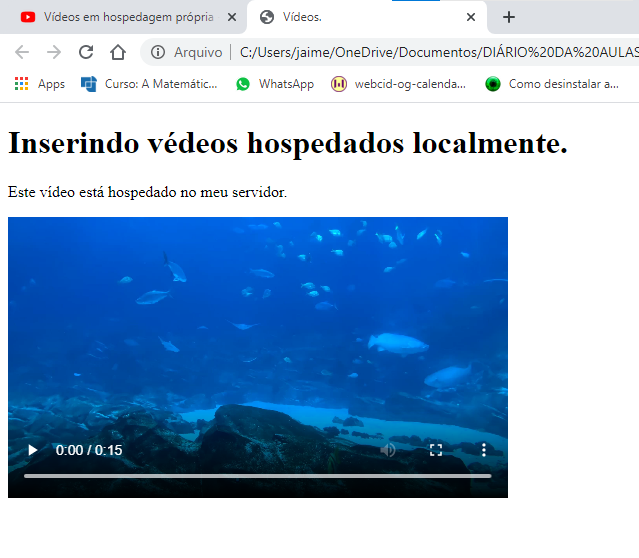 Vídeos em hospedagem própria
Vídeos.
Arquivo
C:/Users/jaime/OneDrive/Documentos/DIÁRIO%20DA%20AULAS
Apps
Curso: A Matemátic...
WhatsApp
webcid-og-calenda...
Como desinstalar a...
Inserindo védeos hospedados localmente.
Este vídeo está hospedado no meu servidor.
0:00 / 0:15